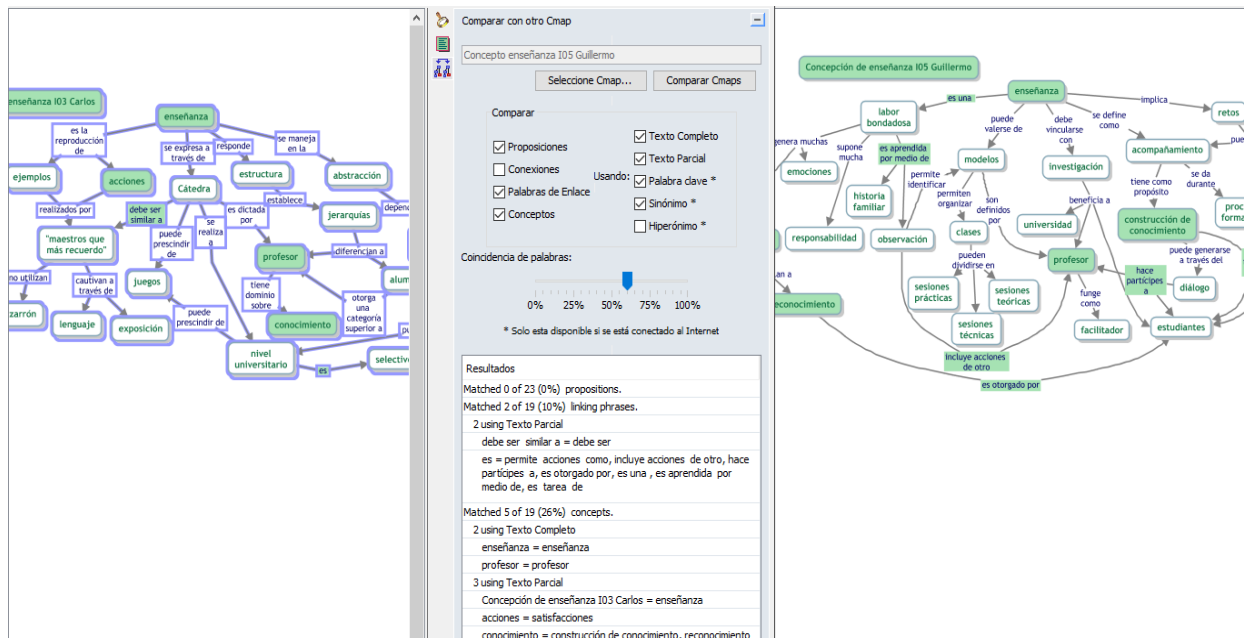 enseñanza I03 Carlos
enseñanza
es la
reproducción
de
se expresa a
través de
responde
se maneja
en la
ejemplos
acciones
Cátedra
estructura
abstracción
realizados por
debe ser
similar a
es dictada
por
establece
jerarquías
"maestros que
más recuerdo"
puede
prescindir
de
se
realiza
a
profesor
diferencian a
no utilizan
cautivan a
través de
juegos
tiene
dominio
sobre
otorga
una
categoría
superior a
lenguaje
exposición
puede
prescindir de
conocimiento
nivel
universitario
es
Comparar con otro Cmap
Concepto enseñanza I05 Guillermo
Seleccione Cmap...
Comparar Cmaps
Comparar
Proposiciones
Conexiones
Palabras de Enlace
Conceptos
Usando:
Texto Completo
Texto Parcial
Palabra clave *
Sinónimo *
Hiperónimo *
Coincidencia de palabras:
0% 25% 50% 75% 100%
* Solo esta disponible si se está conectado al Internet
Resultados
Matched 0 of 23 (0%) propositions.
Matched 2 of 19 (10%) linking phrases.
2 using Texto Parcial
debe ser similar a = debe ser
es = permite acciones como, incluye acciones de otro, hace
partícipes a, es otorgado por, es una , es aprendida por
medio de, es tarea de
Matched 5 of 19 (26%) concepts.
2 using Texto Completo
enseñanza = enseñanza
profesor = profesor
3 using Texto Parcial
Concepción de enseñanza I03 Carlos = enseñanza
acciones = satisfacciones
conocimiento = construcción de conocimiento, reconocimiento
Concepción de enseñanza I05 Guillermo
enseñanza
es una
implica
labor
bondadosa
puede
valerse de
debe
vincularse
con
se define
como
retos
muchas
supone
mucha
es aprendida
por medio de
modelos
investigación
acompañamiento
emociones
permite
identificar
tiene como
propósito
se da
durante
historia
familiar
permiten
organizar
son
definidos
por
beneficia a
construcción de
conocimiento
responsabilidad
observación
clases
universidad
pueden
dividirse en
profesor
puede generarse
a través del
hace
partícipes
a
diálogo
reconocimiento
sesiones
prácticas
sesiones
teóricas
funge
como
sesiones
técnicas
facilitador
estudiantes
incluye acciones
de otro
es otorgado por